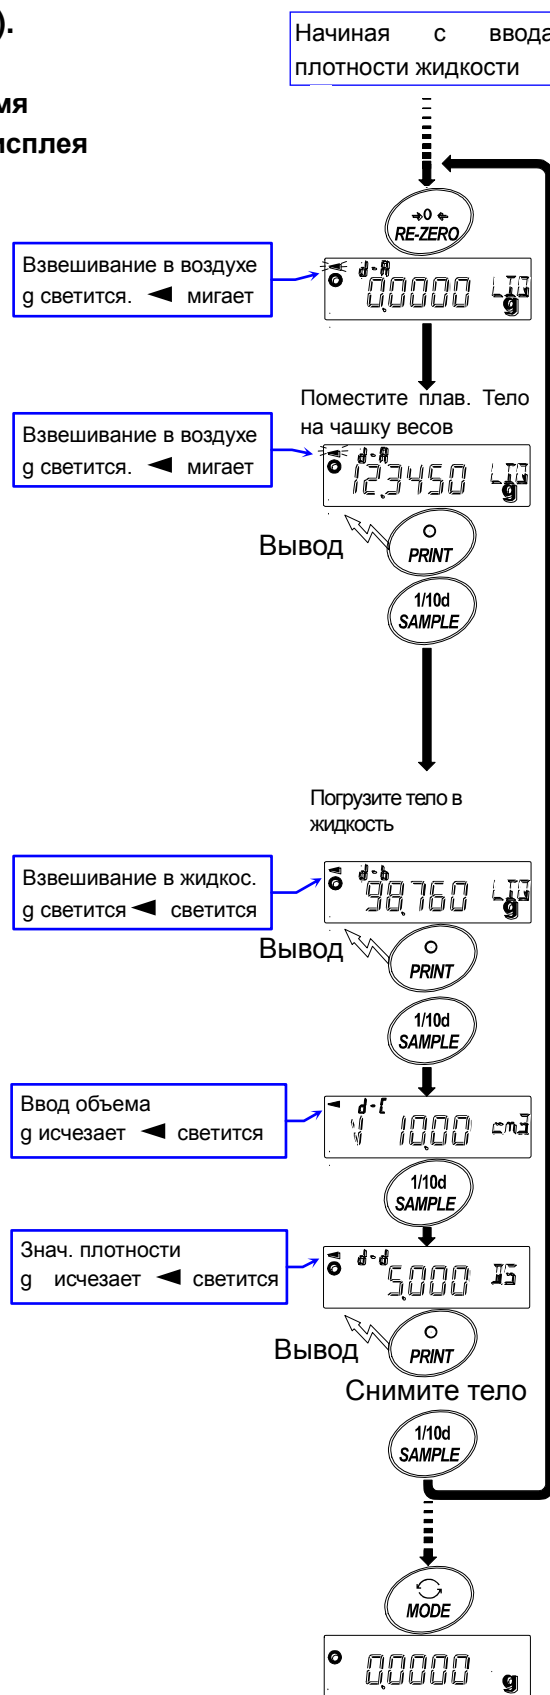 ).
Начиная с ввода
плотности жидкости
мя
исплея
→0←
RE-ZERO
Взвешивание в воздухе
g светится. ◄ мигает
d-A
0.0000
g
Поместите плав. Тело
на чашку весов
Взвешивание в воздухе
g светится. ◄ мигает
d-A
12.3450
g
Вывод
PRINT
1/10d
SAMPLE
Погрузите тело в
жидкость
Взвешивание в жидкос.
g светится ◄ светится
d-b
98.760
g
Вывод
PRINT
1/10d
SAMPLE
Ввод объема
g исчезает ◄ светится
d-C
V 10.00 cm3
1/10d
SAMPLE
Знач. плотности
g исчезает ◄ светится
d-d
5.000
Вывод
PRINT
Снимите тело
1/10d
SAMPLE
MODE
0.0000 g